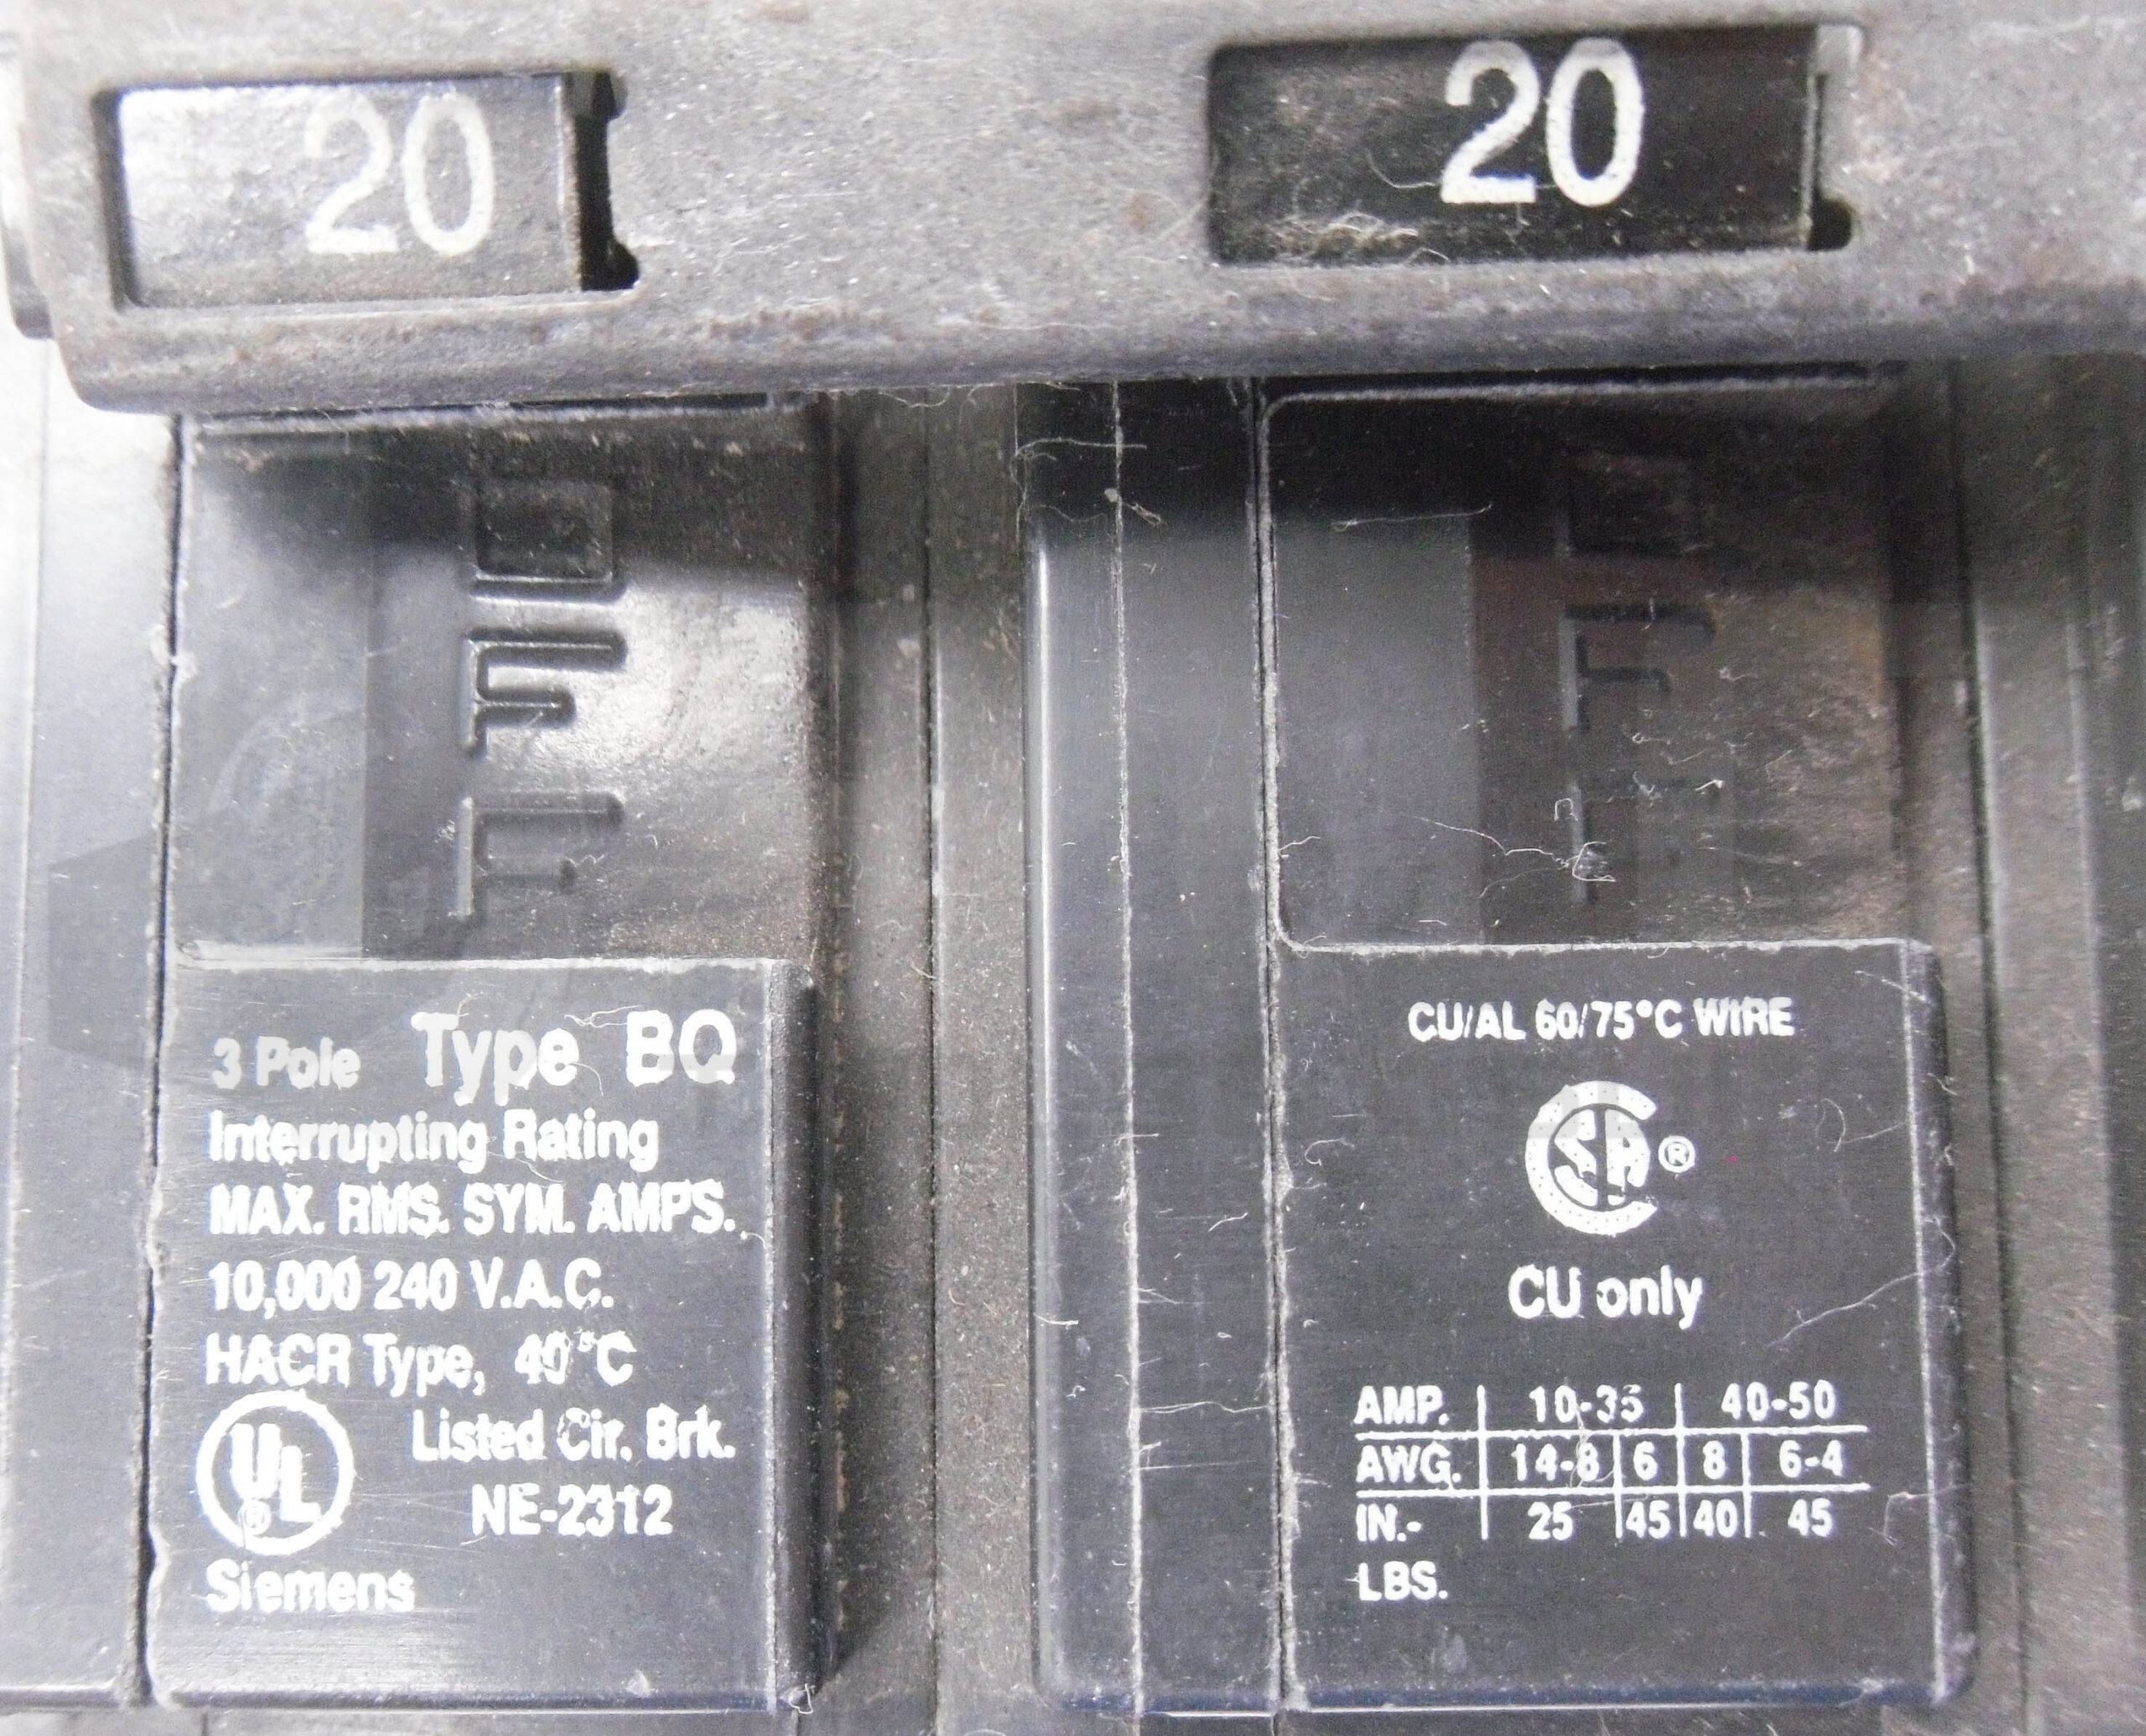 20
20
OFF
OFF
3 Pole Type BQ
Interrupting Rating
MAX. RMS. SYM. AMPS.
10,000 240 V.A.C.
HACR Type, 40°C
UL ®
Listed Cir. Brk.
NE-2312
Siemens
CU/AL 60/75°C WIRE
CSA ®
CU only
AMP. 10-35 40-50
AWG. 14-8 6 8 6-4
IN.- 25 45 40 45
LBS.